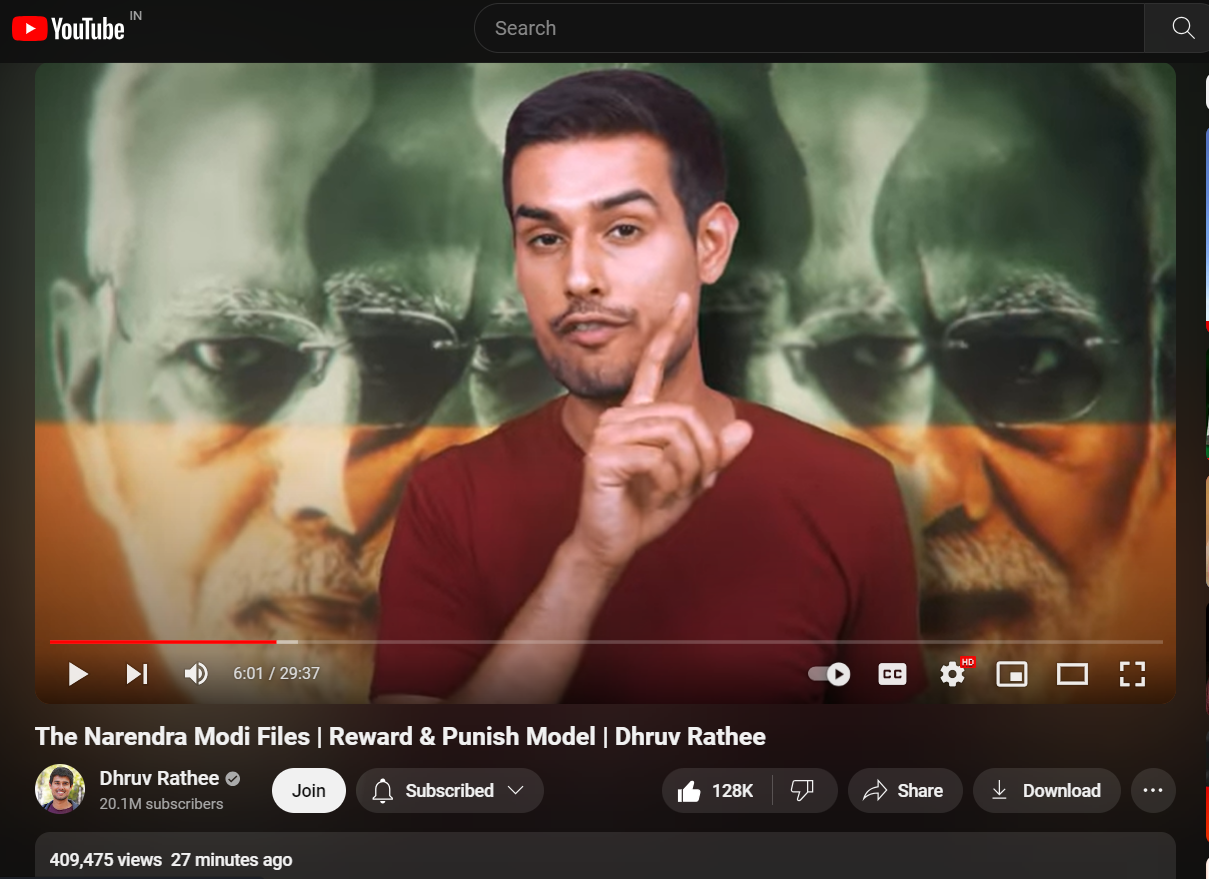 YouTube IN
Search
HD
6:01 / 29:37
CC
The Narendra Modi Files | Reward & Punish Model | Dhruv Rathee
Dhruv Rathee
20.1M subscribers
Join
Subscribed
128K
Share
Download
409,475 views 27 minutes ago